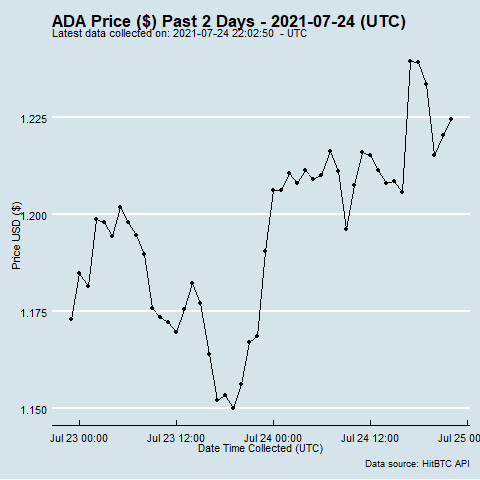 ADA Price ($) Past 2 Days - 2021-07-24 (UTC)
Latest data collected on: 2021-07-24 22:02:50 - UTC
1.225
1.200
1.175
1.150
Price USD ($)
Jul 23 00:00 Jul 23 12:00 Jul 24 00:00 Jul 24 12:00 Jul 25 00
Date Time Collected (UTC)
Data source: HitBTC API